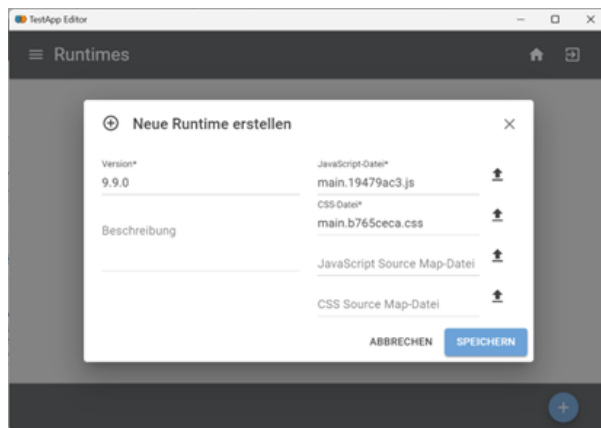 TestApp Editor
Runtimes
Neue Runtime erstellen
Version*
9.9.0
Beschreibung
JavaScript-Datei*
main.19479ac3.js
CSS-Datei*
main.b765ceca.css
JavaScript Source Map-Datei
CSS Source Map-Datei
ABBRECHEN
SPEICHERN